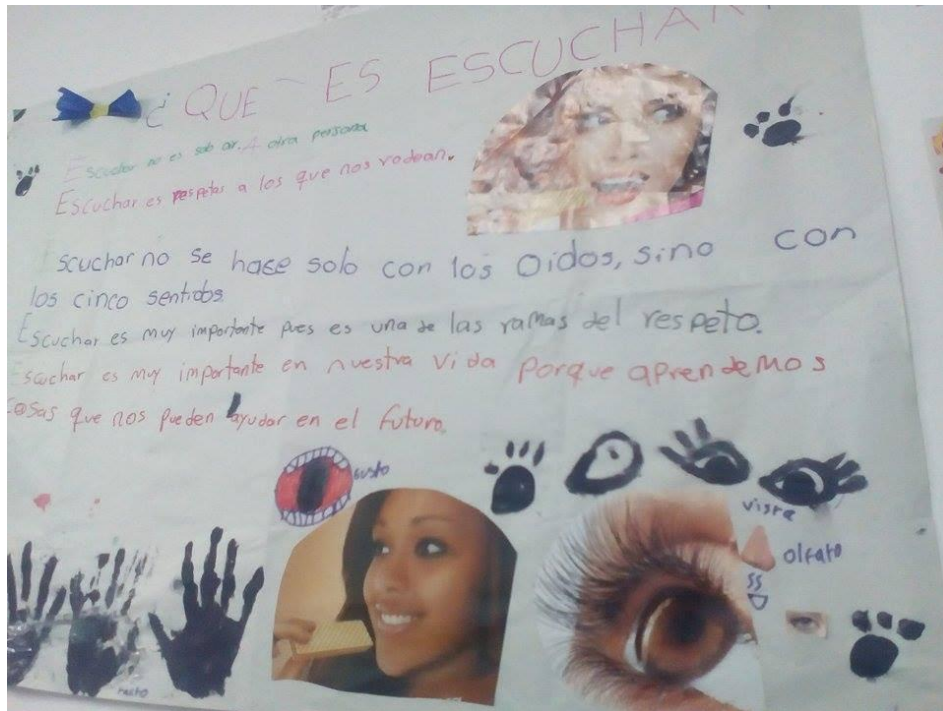 ¿QUE ES ESCUCHAR?
Escuchar no es solo oir. A otra persona
Escuchar es respetar a los que nos rodean.
scuchar no se hase solo con los Oidos, sino con
los cinco sentidos
Escuchar es muy importante pues es una de las ramas del respeto.
Escuchar es muy importante en nuestra vida porque aprendemos
cosas que nos pueden ayudar en el futuro.
gusto
vista
olfato
tacto